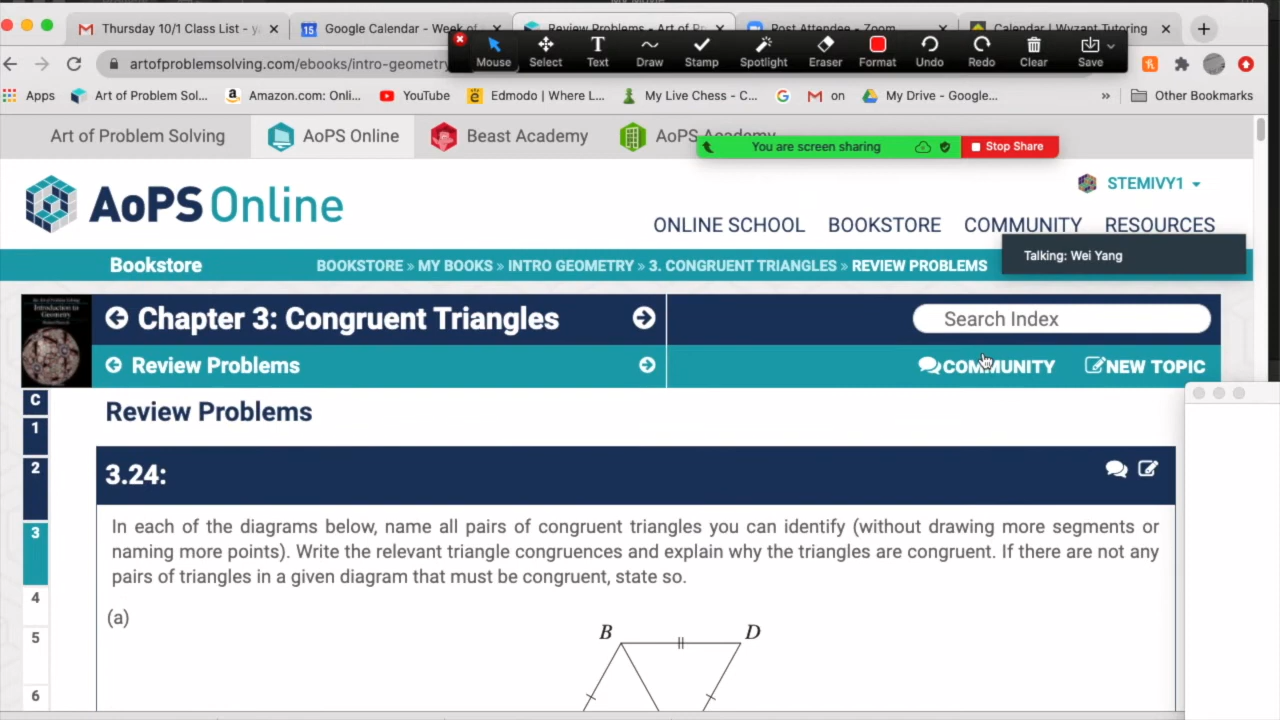 Thursday 10/1 Class List - y
Google Calendar - Week of
Review Problems - Art of Pr
Post Attendee - Zoom
Calendar | Wyzant Tutoring
Mouse
Select
Text
Draw
Stamp
Spotlight
Eraser
Format
Undo
Redo
Clear
Save
artofproblemsolving.com/ebooks/intro-geometry
Apps
Art of Problem Sol...
Amazon.com: Onli...
YouTube
Edmodo | Where L...
My Live Chess - C...
on
My Drive - Google...
»
Other Bookmarks
Art of Problem Solving
AoPS Online
Beast Academy
AoPS Academy
You are screen sharing
Stop Share
STEMIVY1
AoPS Online
ONLINE SCHOOL
BOOKSTORE
COMMUNITY
RESOURCES
Talking: Wei Yang
Bookstore
BOOKSTORE » MY BOOKS » INTRO GEOMETRY » 3. CONGRUENT TRIANGLES » REVIEW PROBLEMS
Introduction to
Geometry
Chapter 3: Congruent Triangles
Search Index
Review Problems
COMMUNITY
NEW TOPIC
C
1
2
3
4
5
6
Review Problems
3.24:
In each of the diagrams below, name all pairs of congruent triangles you can identify (without drawing more segments or
naming more points). Write the relevant triangle congruences and explain why the triangles are congruent. If there are not any
pairs of triangles in a given diagram that must be congruent, state so.
(a)
B
D